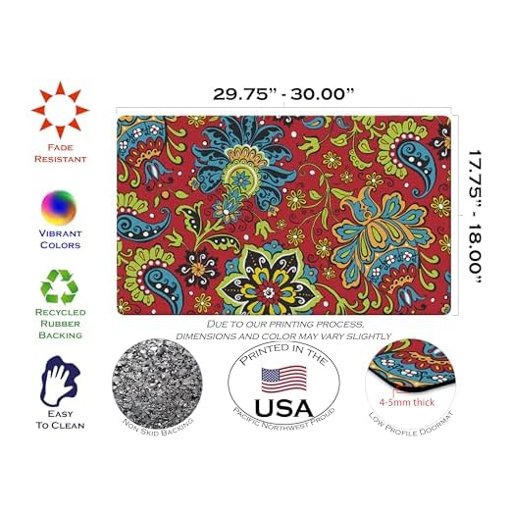 29.75” - 30.00”
17.75” - 18.00”
Fade
Resistant
Vibrant
Colors
Recycled
Rubber
Backing
Easy
To Clean
Due to our printing process,
dimensions and color may vary slightly
Non Skid Backing
Printed in the
USA
Pacific Northwest Proud
4-5mm thick
Low Profile Doormat